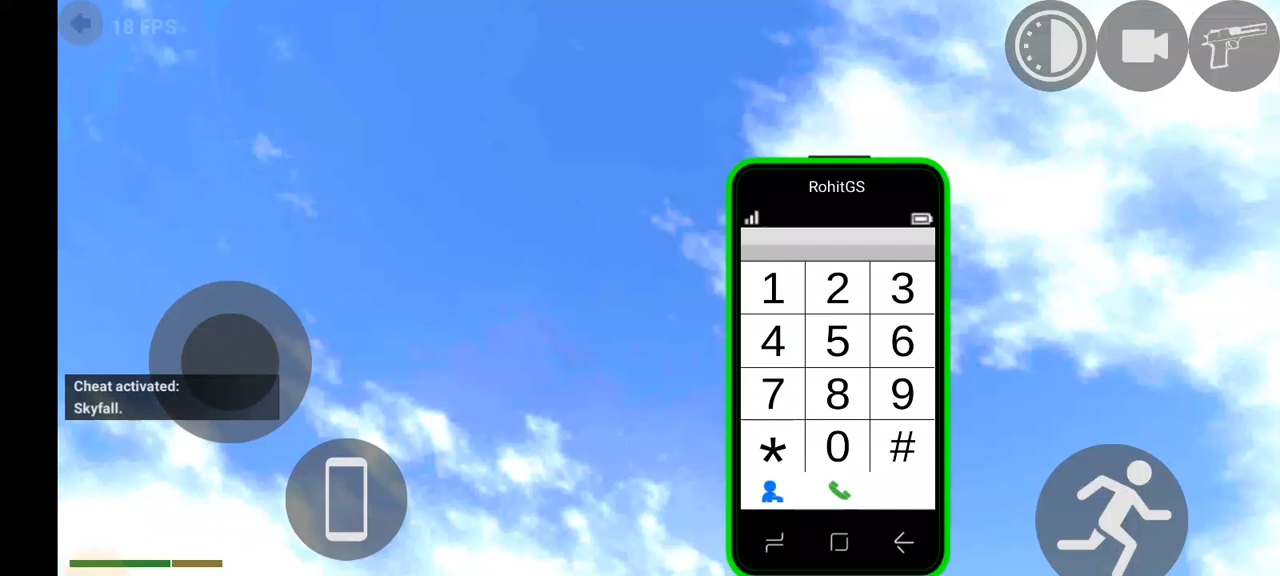 18 FPS
RohitGS
1 2 3
4 5 6
7 8 9
* 0 #
Cheat activated:
Skyfall.